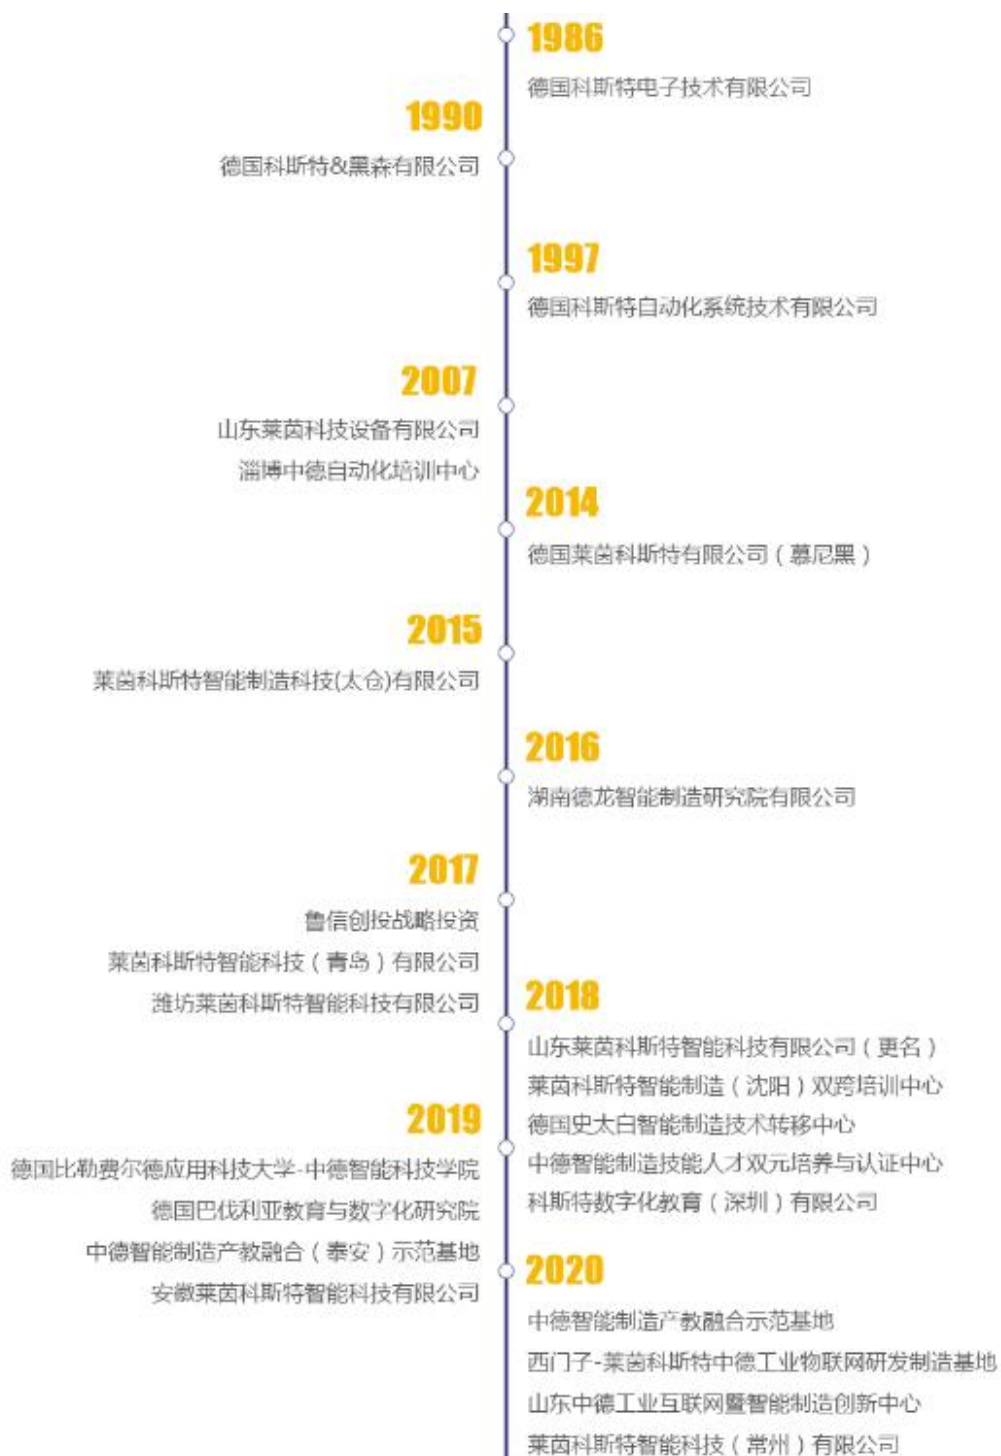 1986
德国科斯特电子技术有限公司
1990
德国科斯特&黑森有限公司
1997
德国科斯特自动化系统技术有限公司
2007
山东莱茵科技设备有限公司
淄博中德自动化培训中心
2014
德国莱茵科斯特有限公司（慕尼黑）
2015
莱茵科斯特智能制造科技(太仓)有限公司
2016
湖南德龙智能制造研究院有限公司
2017
鲁信创投战略投资
莱茵科斯特智能科技（青岛）有限公司
潍坊莱茵科斯特智能科技有限公司
2018
山东莱茵科斯特智能科技有限公司（更名）
莱茵科斯特智能制造（沈阳）双跨培训中心
德国史太白智能制造技术转移中心
中德智能制造技能人才双元培养与认证中心
科斯特数字化教育（深圳）有限公司
2019
德国比勒费尔德应用科技大学-中德智能科技学院
德国巴伐利亚教育与数字化研究院
中德智能制造产教融合（泰安）示范基地
安徽莱茵科斯特智能科技有限公司
2020
中德智能制造产教融合示范基地
西门子-莱茵科斯特中德工业物联网研发制造基地
山东中德工业互联网暨智能制造创新中心
莱茵科斯特智能科技（常州）有限公司